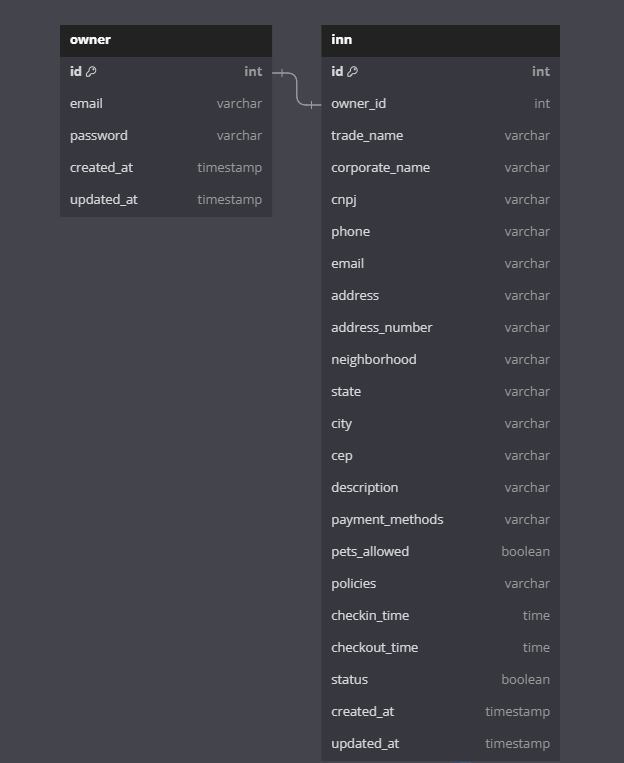 owner
id int
email varchar
password varchar
created_at timestamp
updated_at timestamp
inn
id int
owner_id int
trade_name varchar
corporate_name varchar
cnpj varchar
phone varchar
email varchar
address varchar
address_number varchar
neighborhood varchar
state varchar
city varchar
cep varchar
description varchar
payment_methods varchar
pets_allowed boolean
policies varchar
checkin_time time
checkout_time time
status boolean
created_at timestamp
updated_at timestamp